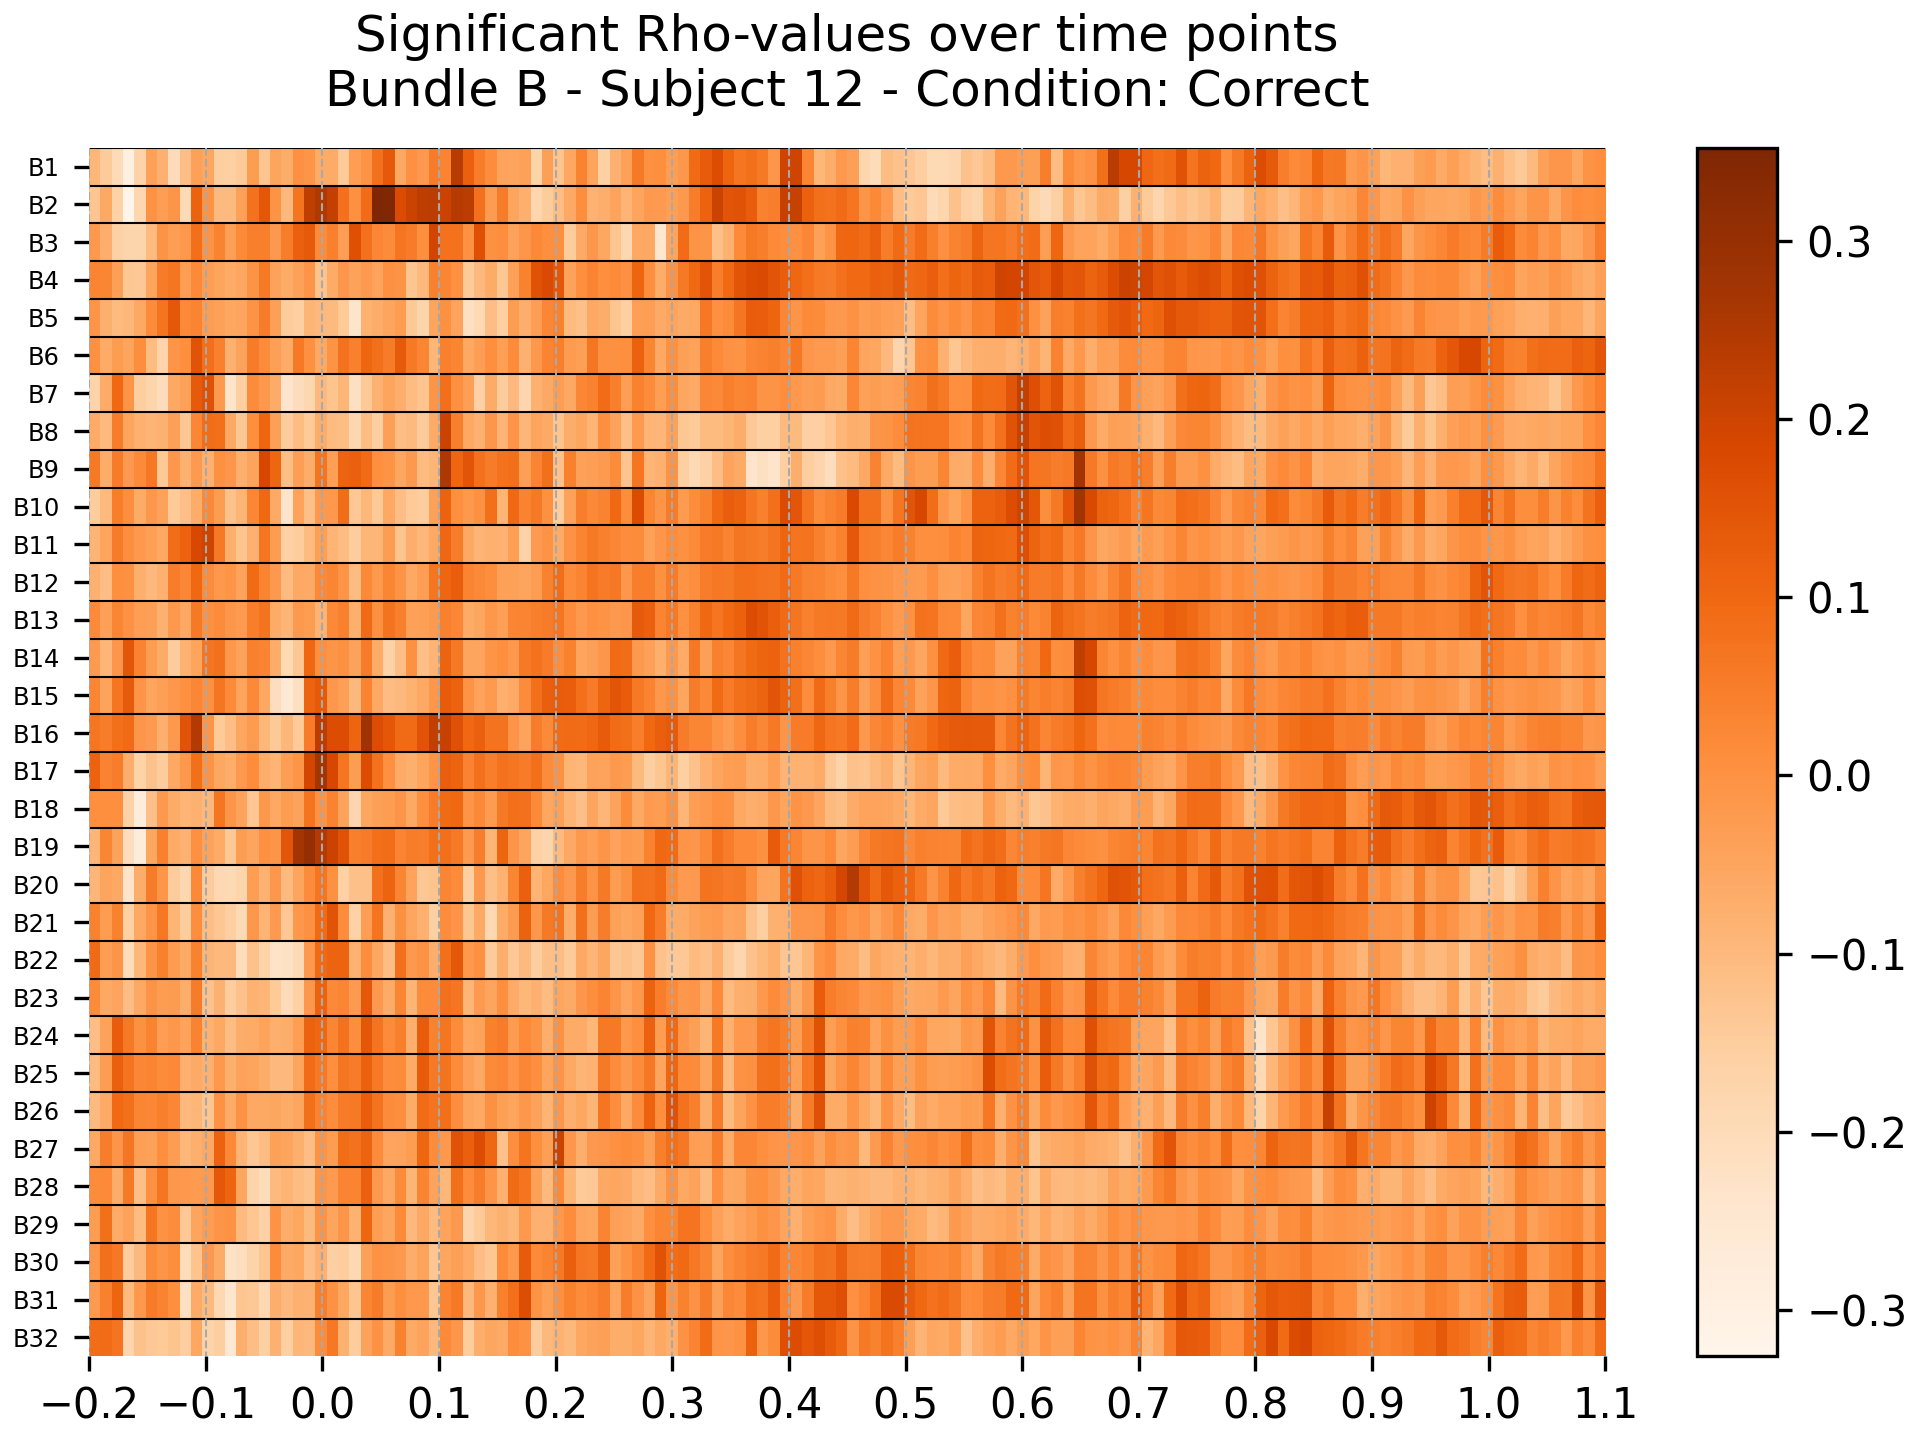 Significant Rho-values over time points
Bundle B - Subject 12 - Condition: Correct
B1
B2
B3
B4
B5
B6
B7
B8
B9
B10
B11
B12
B13
B14
B15
B16
B17
B18
B19
B20
B21
B22
B23
B24
B25
B26
B27
B28
B29
B30
B31
B32
−0.2 −0.1 0.0 0.1 0.2 0.3 0.4 0.5 0.6 0.7 0.8 0.9 1.0 1.1
0.3
0.2
0.1
0.0
−0.1
−0.2
−0.3